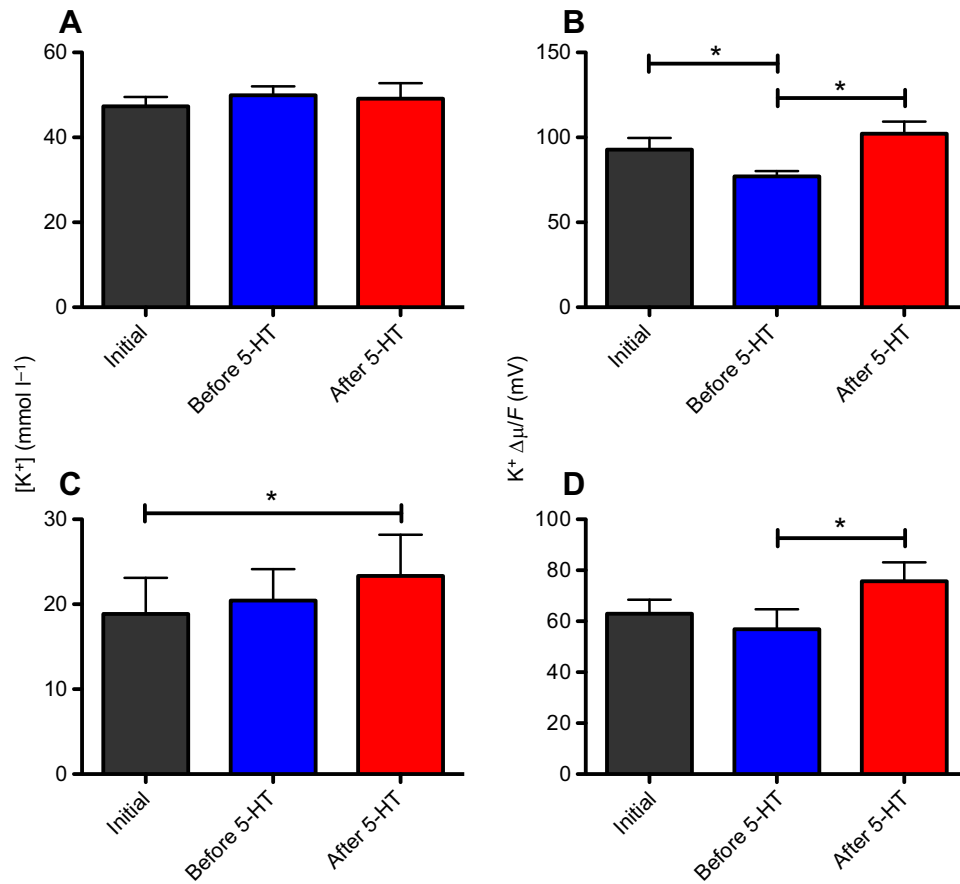 A
[K⁺] (mmol l⁻¹)
60
40
20
0
Initial
Before 5-HT
After 5-HT
B
K⁺ Δμ/F (mV)
150
100
50
0
*
*
Initial
Before 5-HT
After 5-HT
C
30
20
10
0
*
Initial
Before 5-HT
After 5-HT
D
100
80
60
40
20
0
*
Initial
Before 5-HT
After 5-HT